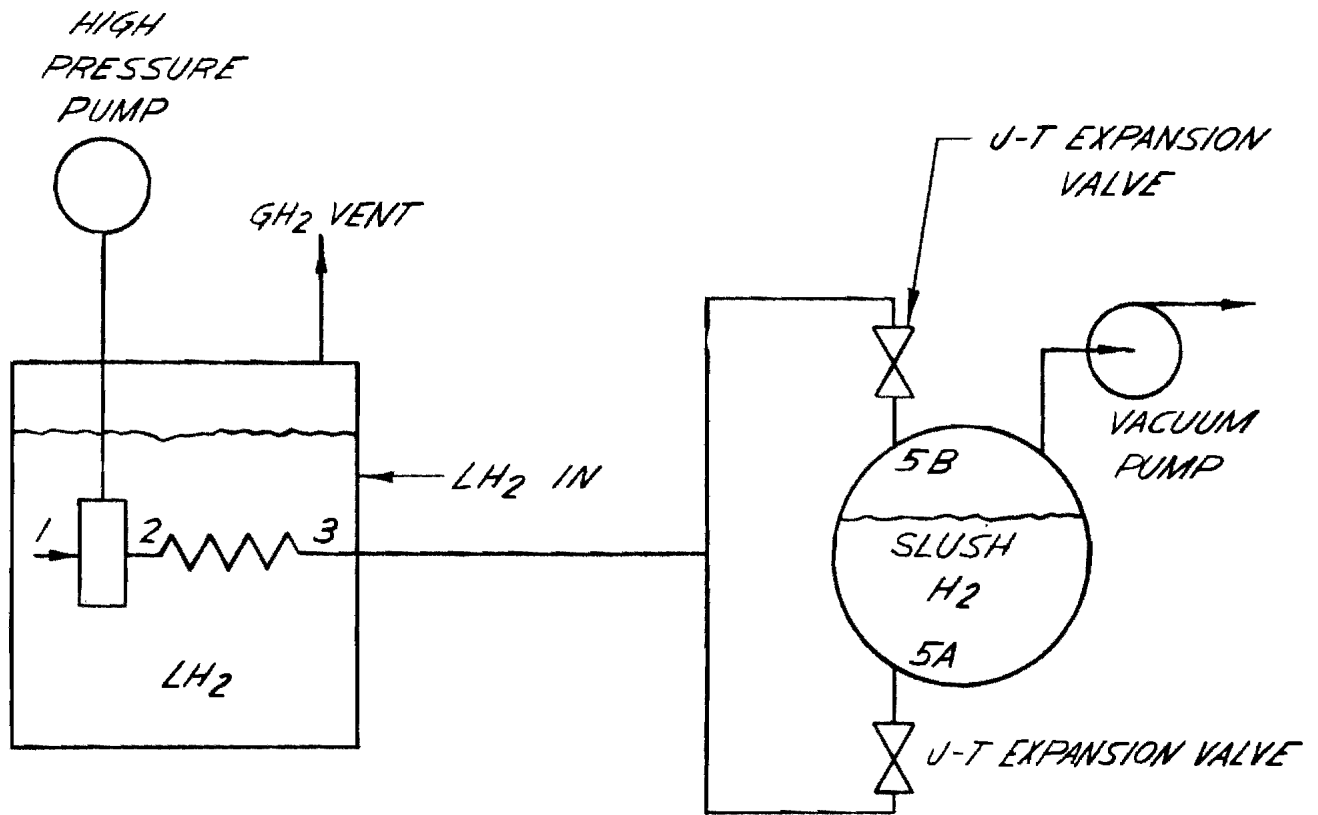 HIGH
PRESSURE
PUMP
GH2 VENT
J-T EXPANSION
VALVE
VACUUM
PUMP
LH2 IN
1
2
3
5B
SLUSH
H2
5A
LH2
J-T EXPANSION VALVE